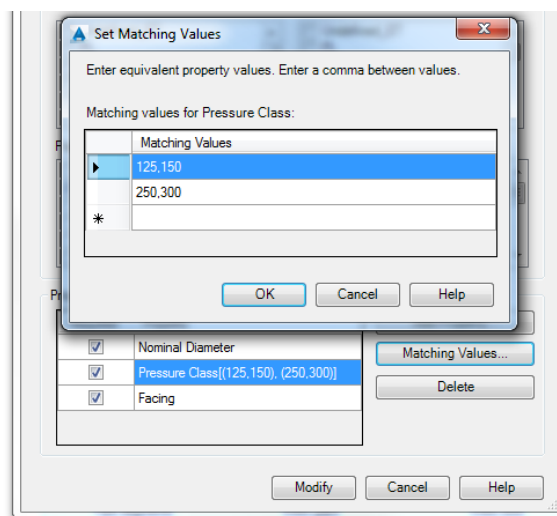 Set Matching Values
Enter equivalent property values. Enter a comma between values.
Matching values for Pressure Class:
Matching Values
125,150
250,300
OK Cancel Help
Nominal Diameter
Matching Values...
Pressure Class[(125,150), (250,300)]
Delete
Facing
Modify Cancel Help